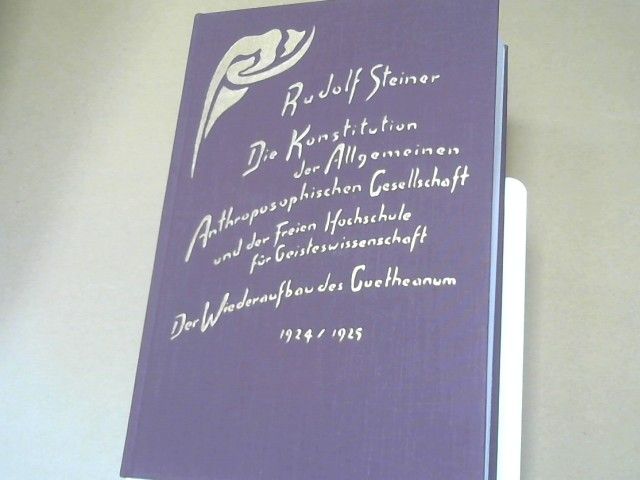 Rudolf Steiner
Die Konstitution
der Allgemeinen
Anthroposophischen Gesellschaft
und der Freien Hochschule
für Geisteswissenschaft
Der Wiederaufbau des Goetheanum
1924/1925